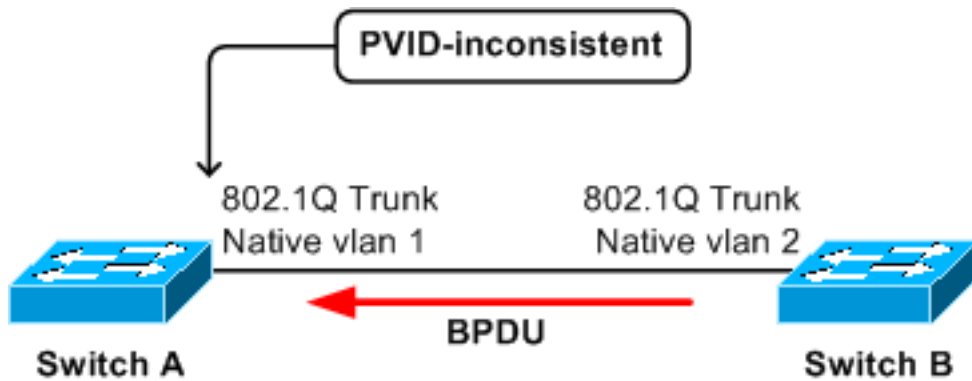 PVID-inconsistent
802.1Q Trunk
Native vlan 1
802.1Q Trunk
Native vlan 2
BPDU
Switch A
Switch B